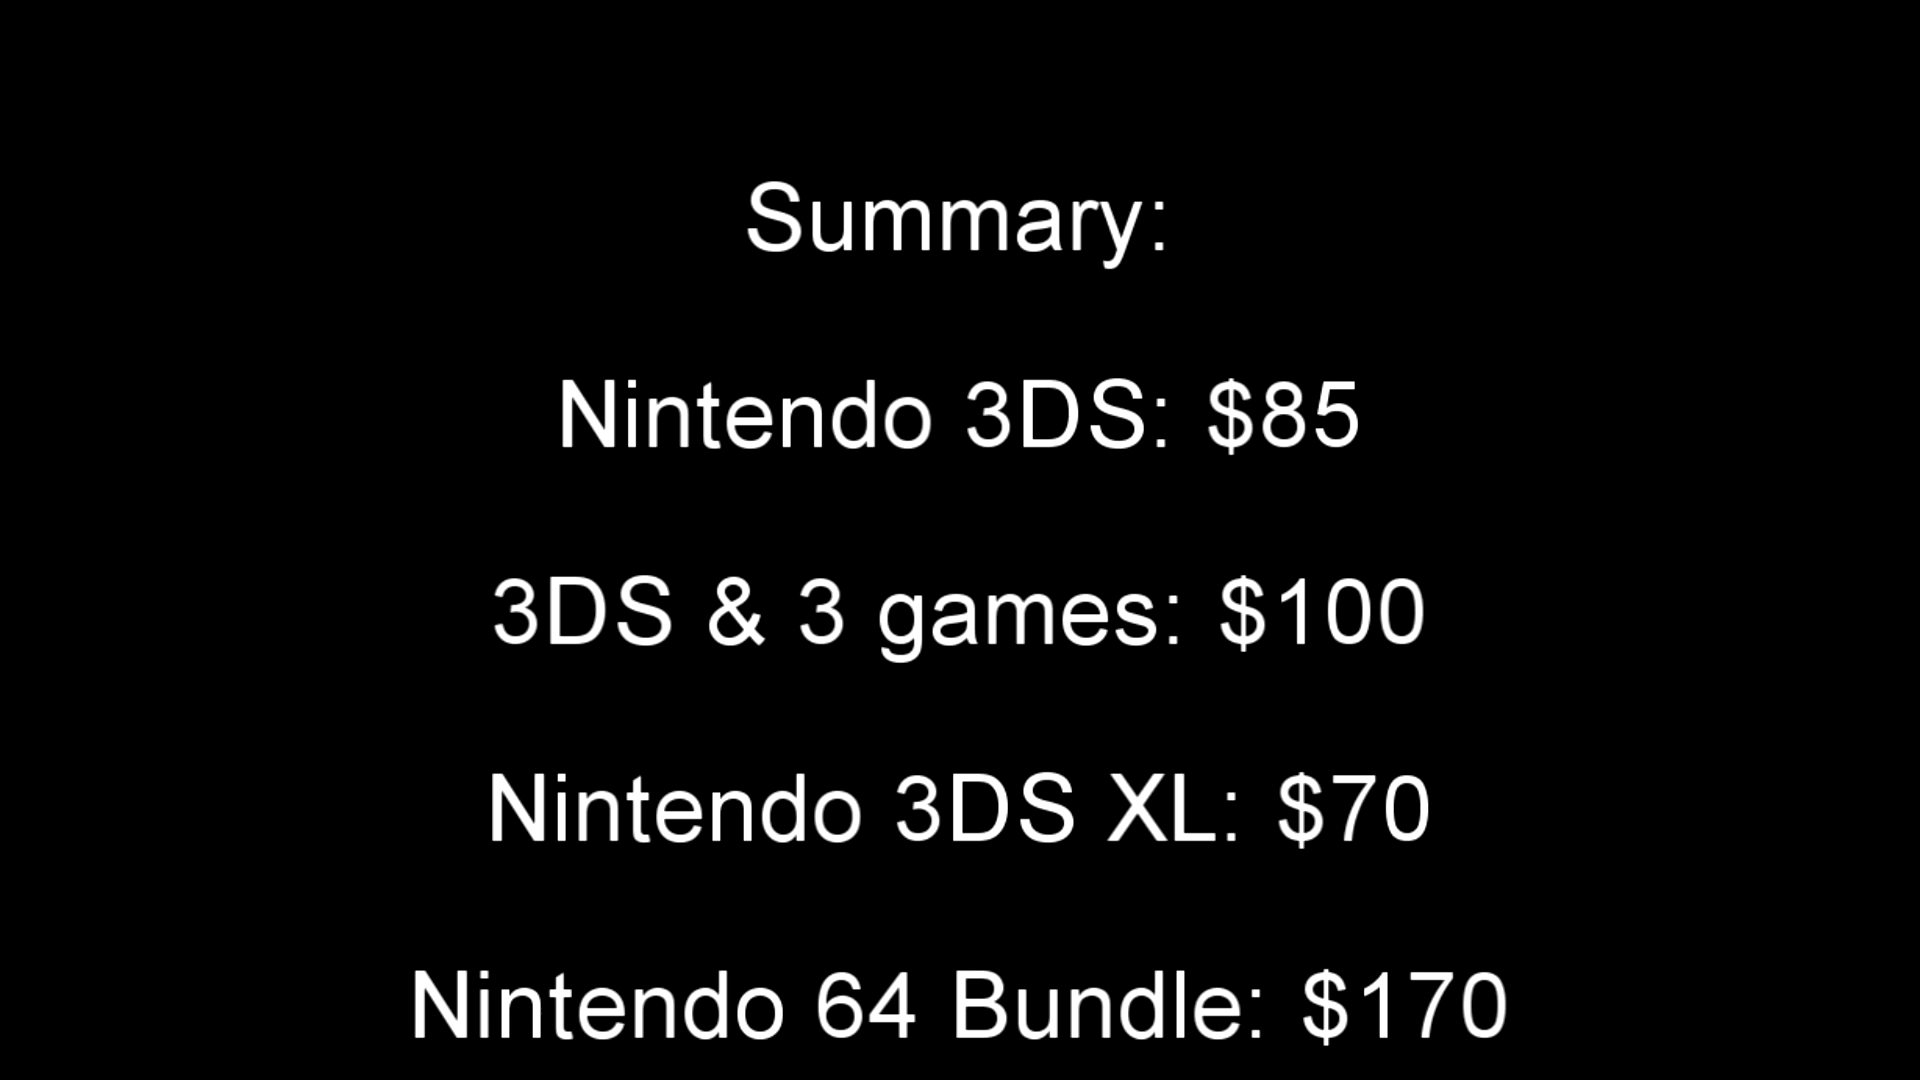 Summary:
Nintendo 3DS: $85
3DS & 3 games: $100
Nintendo 3DS XL: $70
Nintendo 64 Bundle: $170